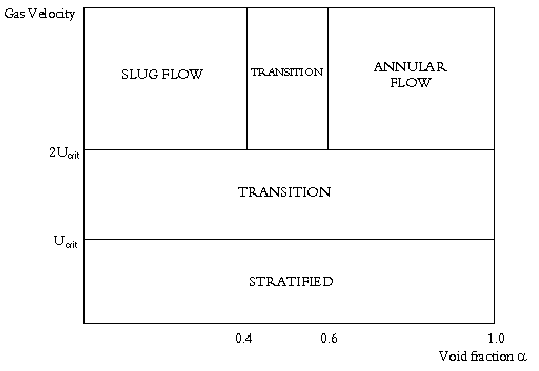 Gas Velocity
SLUG FLOW
TRANSITION
ANNULAR
FLOW
2Ucrit
TRANSITION
Ucrit
STRATIFIED
0.4
0.6
1.0
Void fraction α